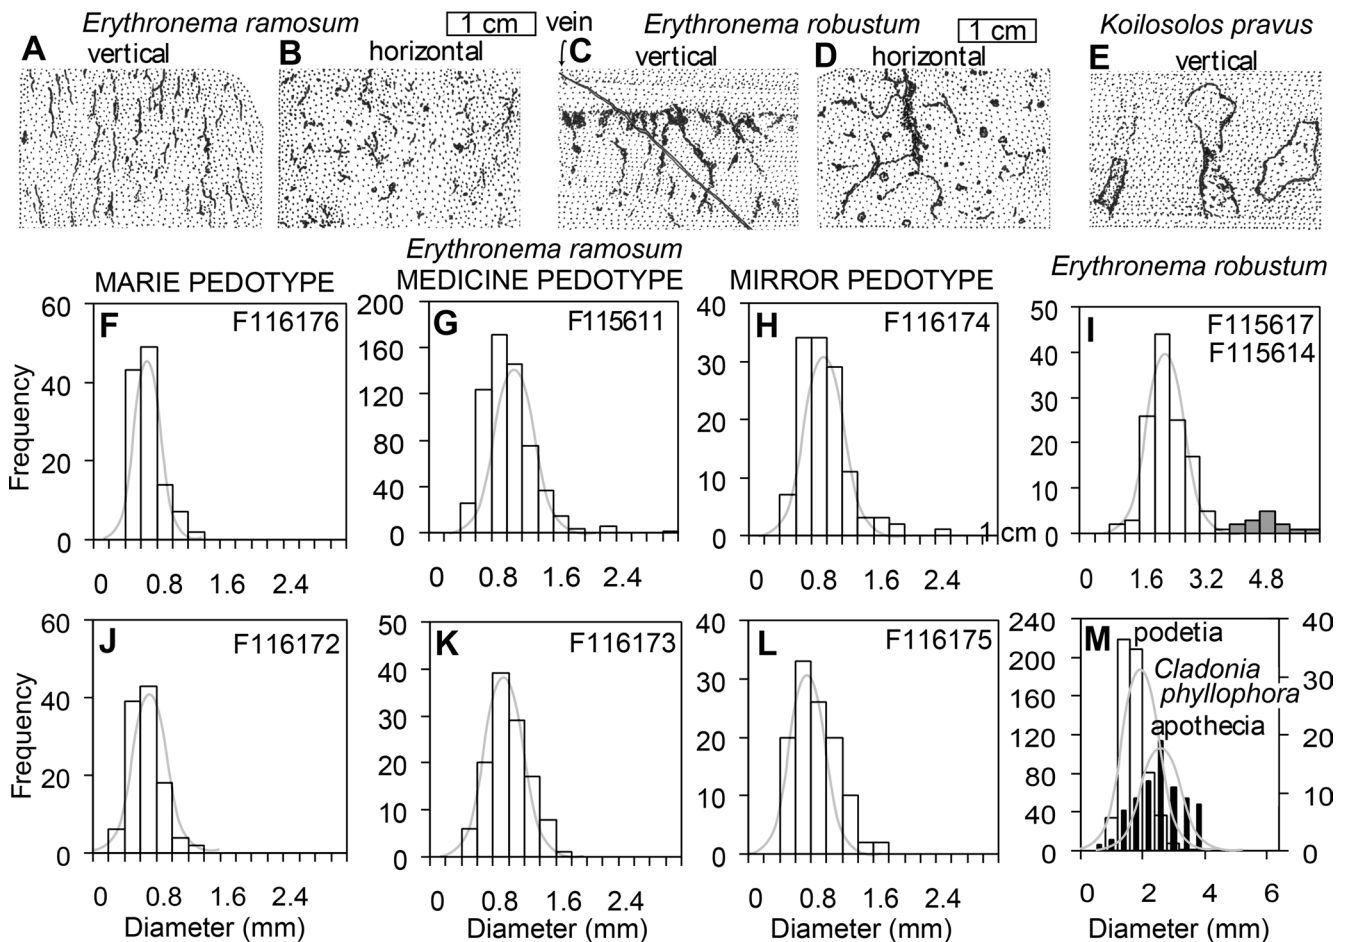 Erythronema ramosum
1 cm
vein
Erythronema robustum
1 cm
Koilosolos pravus
A
vertical
B
horizontal
C
vertical
D
horizontal
E
vertical
Erythronema ramosum
MARIE PEDOTYPE
MEDICINE PEDOTYPE
MIRROR PEDOTYPE
Erythronema robustum
Frequency
60
40
20
0
F
F116176
0 0.8 1.6 2.4
200
160
120
80
40
0
G
F115611
0 0.8 1.6 2.4
40
30
20
10
0
H
F116174
1 cm
0 0.8 1.6 2.4
50
40
30
20
10
0
I
F115617
F115614
0 1.6 3.2 4.8
Frequency
60
40
20
0
J
F116172
0 0.8 1.6 2.4
Diameter (mm)
50
40
30
20
10
0
K
F116173
0 0.8 1.6 2.4
Diameter (mm)
40
30
20
10
0
L
F116175
0 0.8 1.6 2.4
Diameter (mm)
240
200
160
120
80
40
0
M
podetia
Cladonia
phyllophora
apothecia
40
30
20
10
0
0 2 4 6
Diameter (mm)